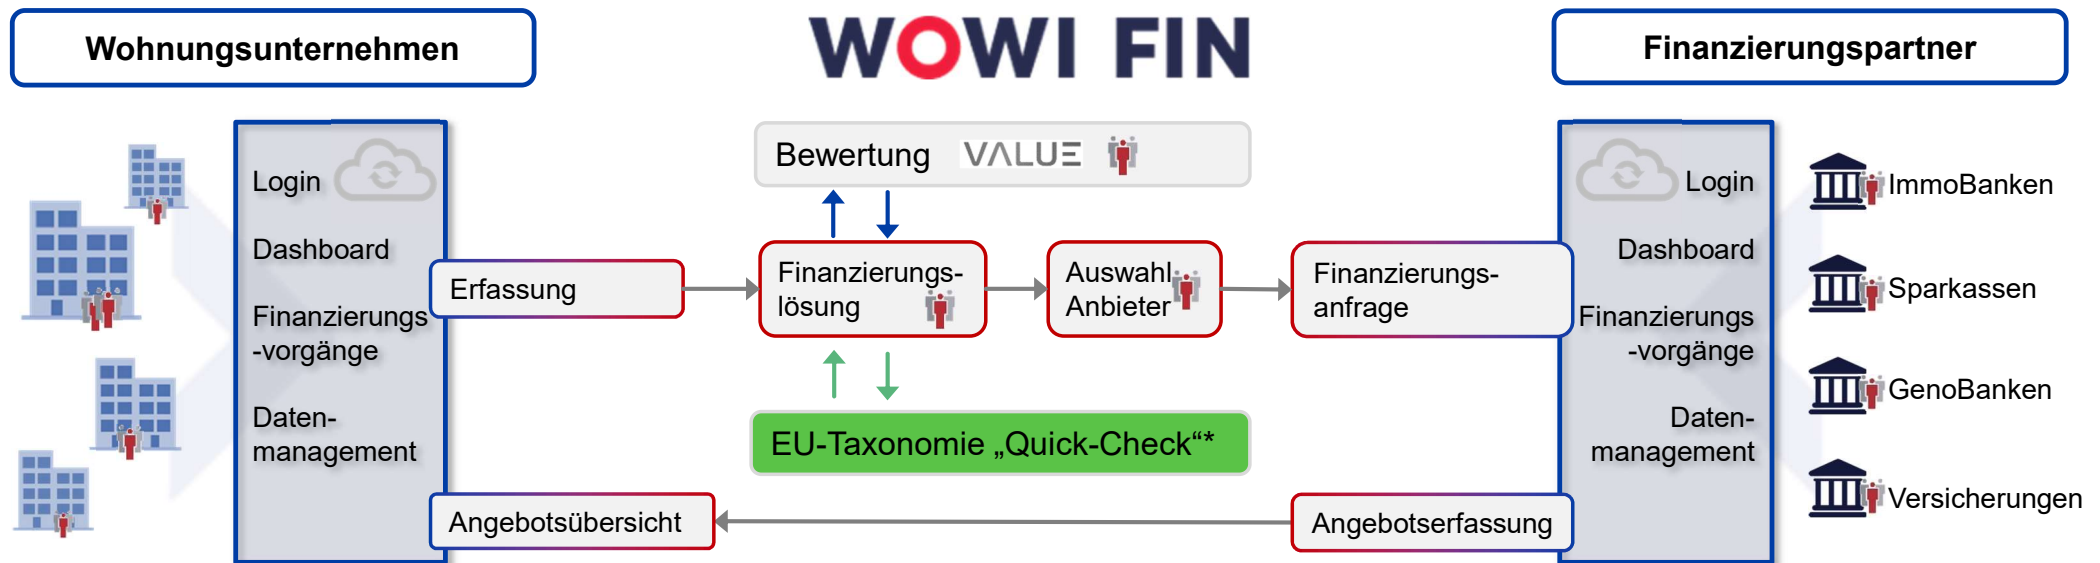 Wohnungsunternehmen
WOWI FIN
Finanzierungspartner
Login
Dashboard
Finanzierungs
-vorgänge
Daten-
management
Erfassung
Bewertung VALUE
Finanzierungs-
lösung
Auswahl
Anbieter
Finanzierungs-
anfrage
EU-Taxonomie „Quick-Check“*
Angebotsübersicht
Angebotserfassung
Login
Dashboard
Finanzierungs
-vorgänge
Daten-
management
ImmoBanken
Sparkassen
GenoBanken
Versicherungen